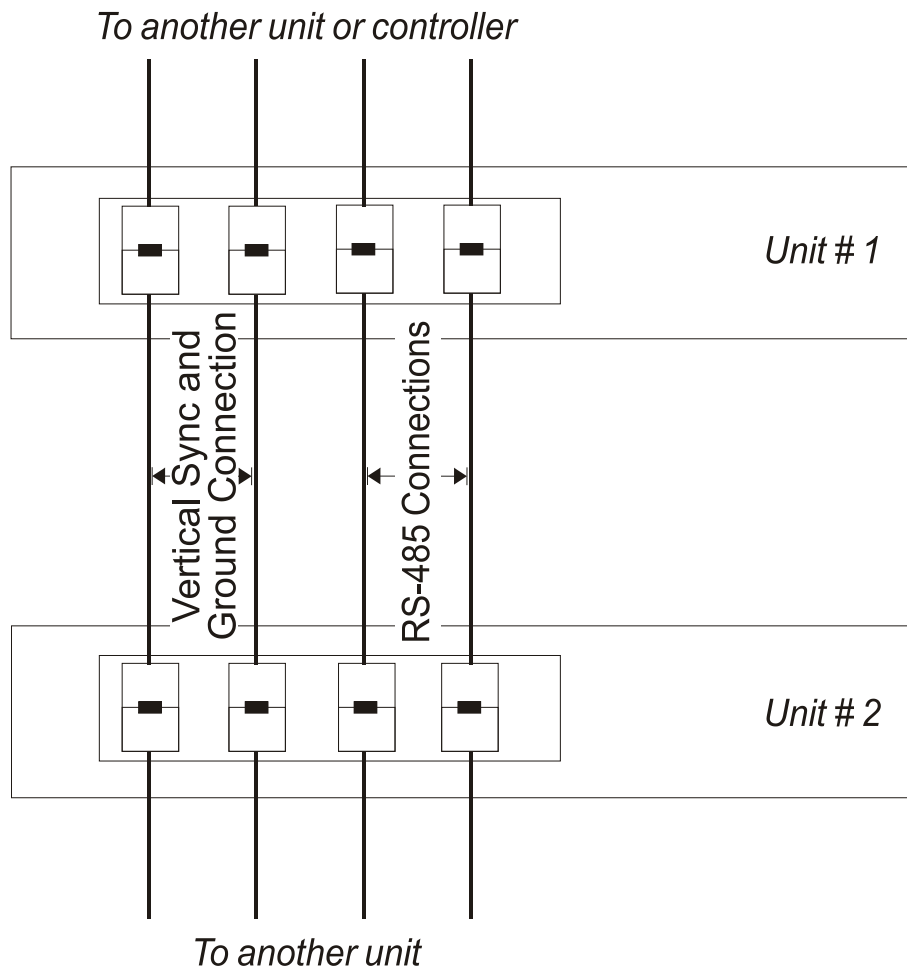 To another unit or controller
Unit # 1
Vertical Sync and
Ground Connection
RS-485 Connections
Unit # 2
To another unit